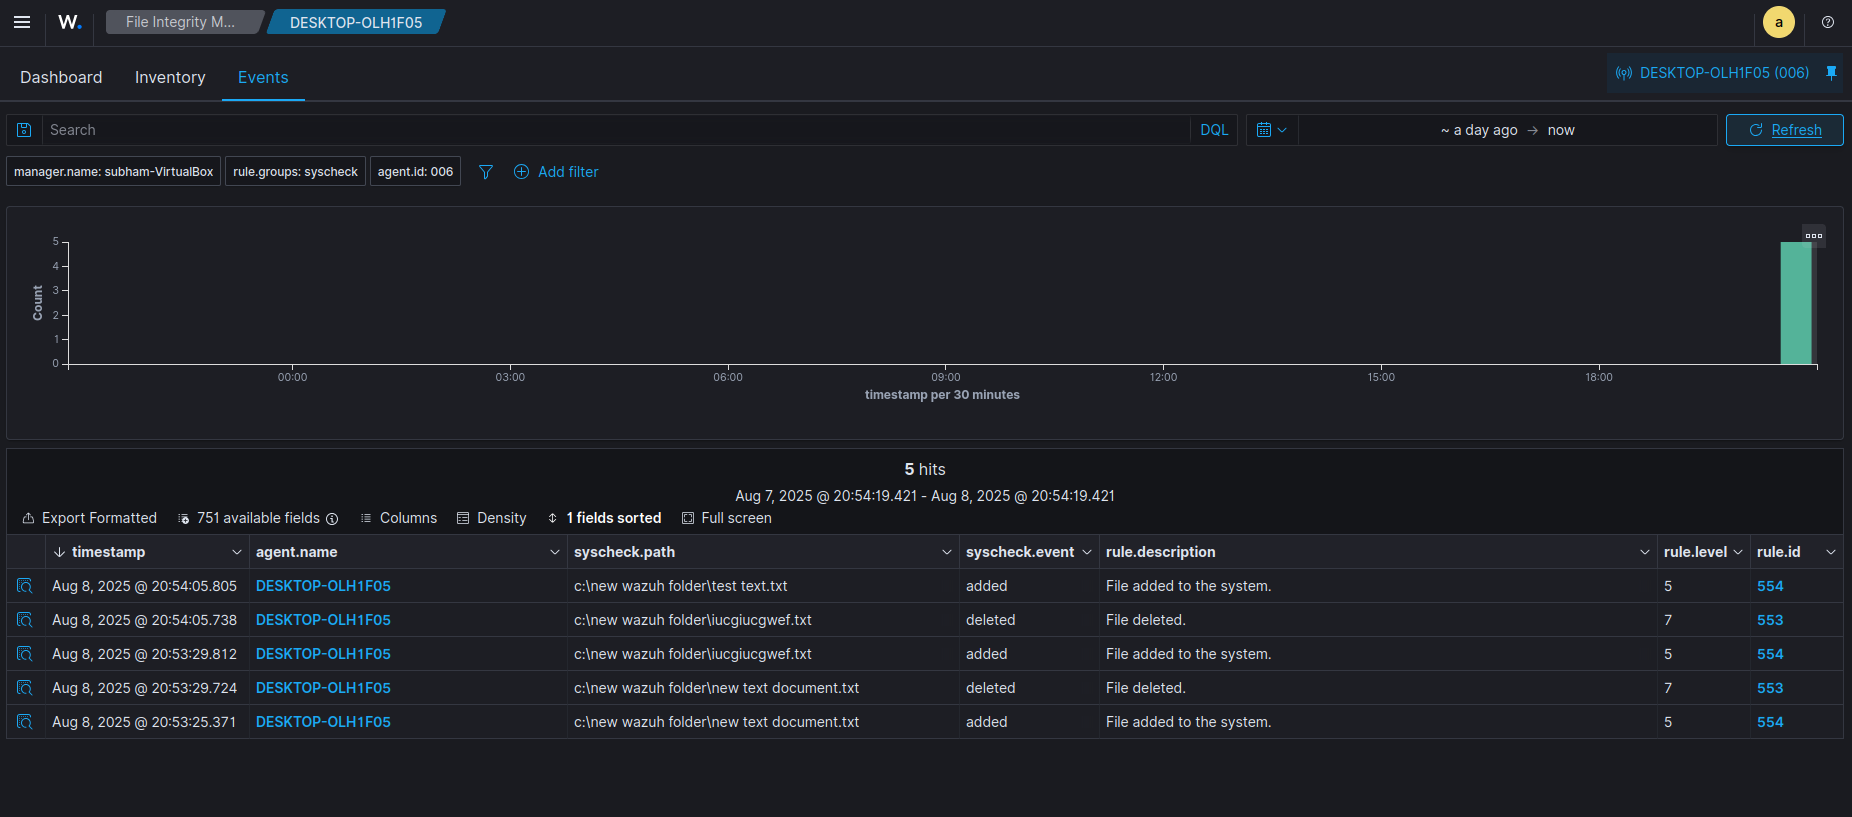 W. File Integrity M... DESKTOP-OLH1F05 a
Dashboard Inventory Events DESKTOP-OLH1F05 (006)
Search DQL ~ a day ago → now Refresh
manager.name: subham-VirtualBox rule.groups: syscheck agent.id: 006 Add filter
5
4
3
2
1
0
Count
00:00 03:00 06:00 09:00 12:00 15:00 18:00
timestamp per 30 minutes
5 hits
Aug 7, 2025 @ 20:54:19.421 - Aug 8, 2025 @ 20:54:19.421
Export Formatted 751 available fields Columns Density 1 fields sorted Full screen
timestamp agent.name syscheck.path syscheck.event rule.description rule.level rule.id
Aug 8, 2025 @ 20:54:05.805 DESKTOP-OLH1F05 c:\new wazuh folder\test text.txt added File added to the system. 5 554
Aug 8, 2025 @ 20:54:05.738 DESKTOP-OLH1F05 c:\new wazuh folder\iucgiucgwef.txt deleted File deleted. 7 553
Aug 8, 2025 @ 20:53:29.812 DESKTOP-OLH1F05 c:\new wazuh folder\iucgiucgwef.txt added File added to the system. 5 554
Aug 8, 2025 @ 20:53:29.724 DESKTOP-OLH1F05 c:\new wazuh folder\new text document.txt deleted File deleted. 7 553
Aug 8, 2025 @ 20:53:25.371 DESKTOP-OLH1F05 c:\new wazuh folder\new text document.txt added File added to the system. 5 554